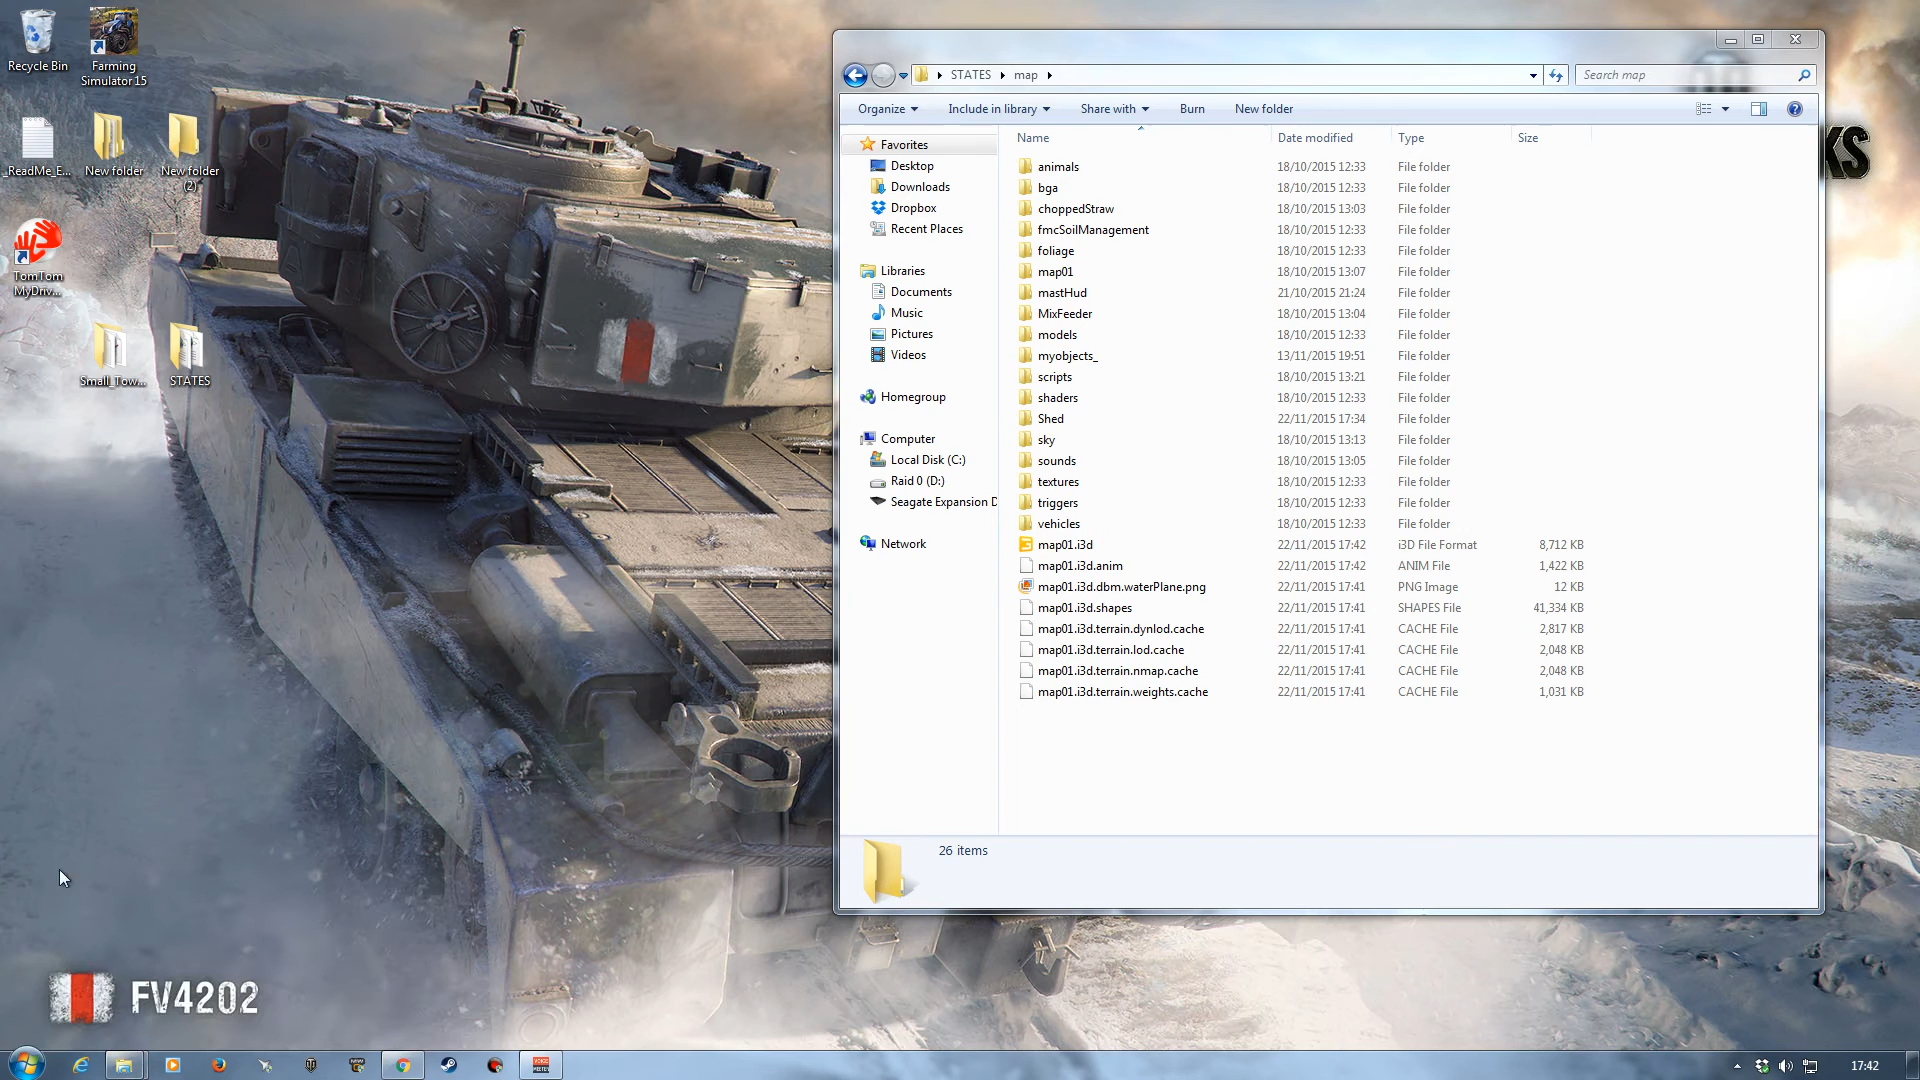 Recycle Bin
Farming
Simulator 15
_ReadMe_E...
New folder
New folder
(2)
TomTom
MyDriv...
Small_Tow...
STATES
FV4202
KS
STATES
map
Search map
Organize
Include in library
Share with
Burn
New folder
Name
Date modified
Type
Size
Favorites
Desktop
Downloads
Dropbox
Recent Places
Libraries
Documents
Music
Pictures
Videos
Homegroup
Computer
Local Disk (C:)
Raid 0 (D:)
Seagate Expansion D
Network
animals 18/10/2015 12:33 File folder
bga 18/10/2015 12:33 File folder
choppedStraw 18/10/2015 13:03 File folder
fmcSoilManagement 18/10/2015 12:33 File folder
foliage 18/10/2015 12:33 File folder
map01 18/10/2015 13:07 File folder
mastHud 21/10/2015 21:24 File folder
MixFeeder 18/10/2015 13:04 File folder
models 18/10/2015 12:33 File folder
myobjects_ 13/11/2015 19:51 File folder
scripts 18/10/2015 13:21 File folder
shaders 18/10/2015 12:33 File folder
Shed 22/11/2015 17:34 File folder
sky 18/10/2015 13:13 File folder
sounds 18/10/2015 13:05 File folder
textures 18/10/2015 12:33 File folder
triggers 18/10/2015 12:33 File folder
vehicles 18/10/2015 12:33 File folder
map01.i3d 22/11/2015 17:42 i3D File Format 8,712 KB
map01.i3d.anim 22/11/2015 17:42 ANIM File 1,422 KB
map01.i3d.dbm.waterPlane.png 22/11/2015 17:41 PNG Image 12 KB
map01.i3d.shapes 22/11/2015 17:41 SHAPES File 41,334 KB
map01.i3d.terrain.dynlod.cache 22/11/2015 17:41 CACHE File 2,817 KB
map01.i3d.terrain.lod.cache 22/11/2015 17:41 CACHE File 2,048 KB
map01.i3d.terrain.nmap.cache 22/11/2015 17:41 CACHE File 2,048 KB
map01.i3d.terrain.weights.cache 22/11/2015 17:41 CACHE File 1,031 KB
26 items
17:42